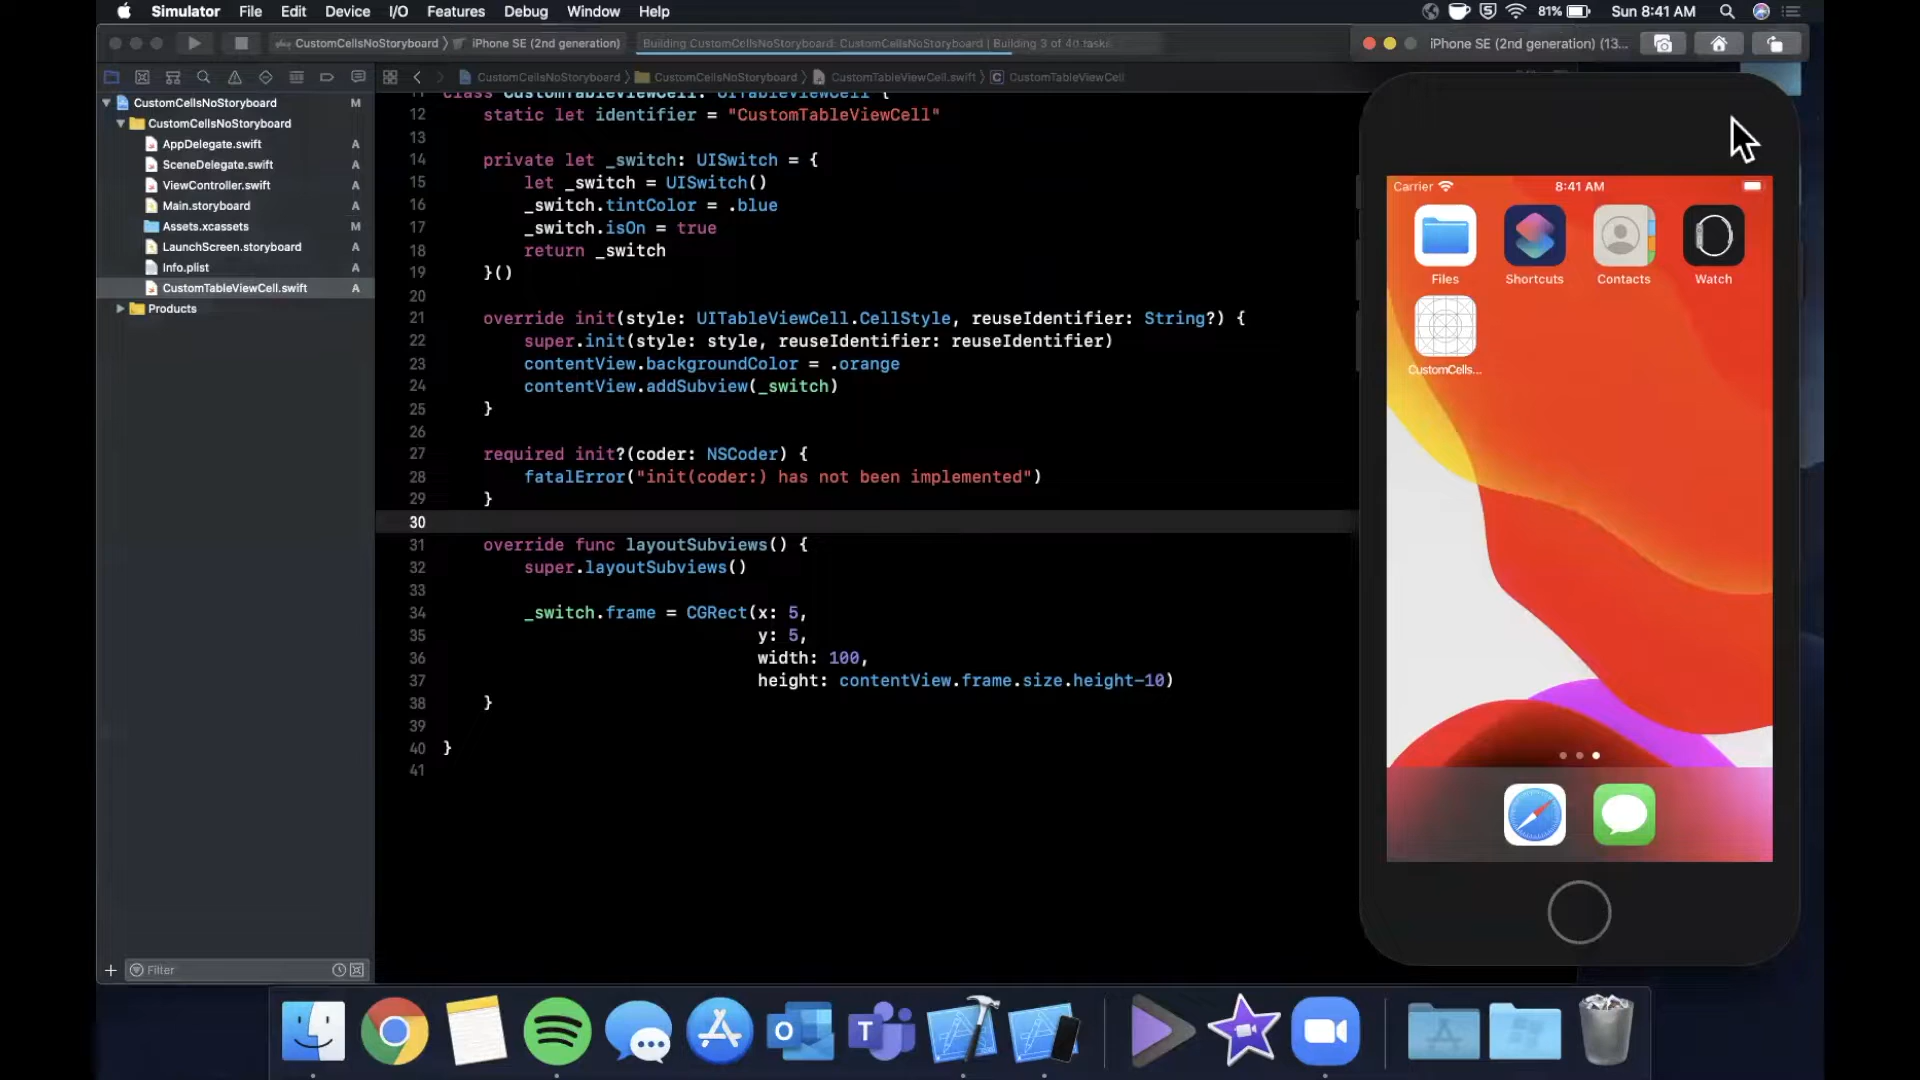 Simulator File Edit Device I/O Features Debug Window Help
81% Sun 8:41 AM
CustomCellsNoStoryboard iPhone SE (2nd generation)
Building CustomCellsNoStoryboard: CustomCellsNoStoryboard | Building 3 of 40 tasks
iPhone SE (2nd generation) (13...
CustomCellsNoStoryboard CustomCellsNoStoryboard CustomTableViewCell.swift C CustomTableViewCell
CustomCellsNoStoryboard M
CustomCellsNoStoryboard
AppDelegate.swift A
SceneDelegate.swift A
ViewController.swift A
Main.storyboard A
Assets.xcassets M
LaunchScreen.storyboard A
Info.plist A
CustomTableViewCell.swift A
Products
Filter
11 class CustomTableViewCell: UITableViewCell {
12 static let identifier = "CustomTableViewCell"
13
14 private let _switch: UISwitch = {
15 let _switch = UISwitch()
16 _switch.tintColor = .blue
17 _switch.isOn = true
18 return _switch
19 }()
20
21 override init(style: UITableViewCell.CellStyle, reuseIdentifier: String?) {
22 super.init(style: style, reuseIdentifier: reuseIdentifier)
23 contentView.backgroundColor = .orange
24 contentView.addSubview(_switch)
25 }
26
27 required init?(coder: NSCoder) {
28 fatalError("init(coder:) has not been implemented")
29 }
30
31 override func layoutSubviews() {
32 super.layoutSubviews()
33
34 _switch.frame = CGRect(x: 5,
35 y: 5,
36 width: 100,
37 height: contentView.frame.size.height-10)
38 }
39
40 }
41
Carrier 8:41 AM
Files Shortcuts Contacts Watch
CustomCells...